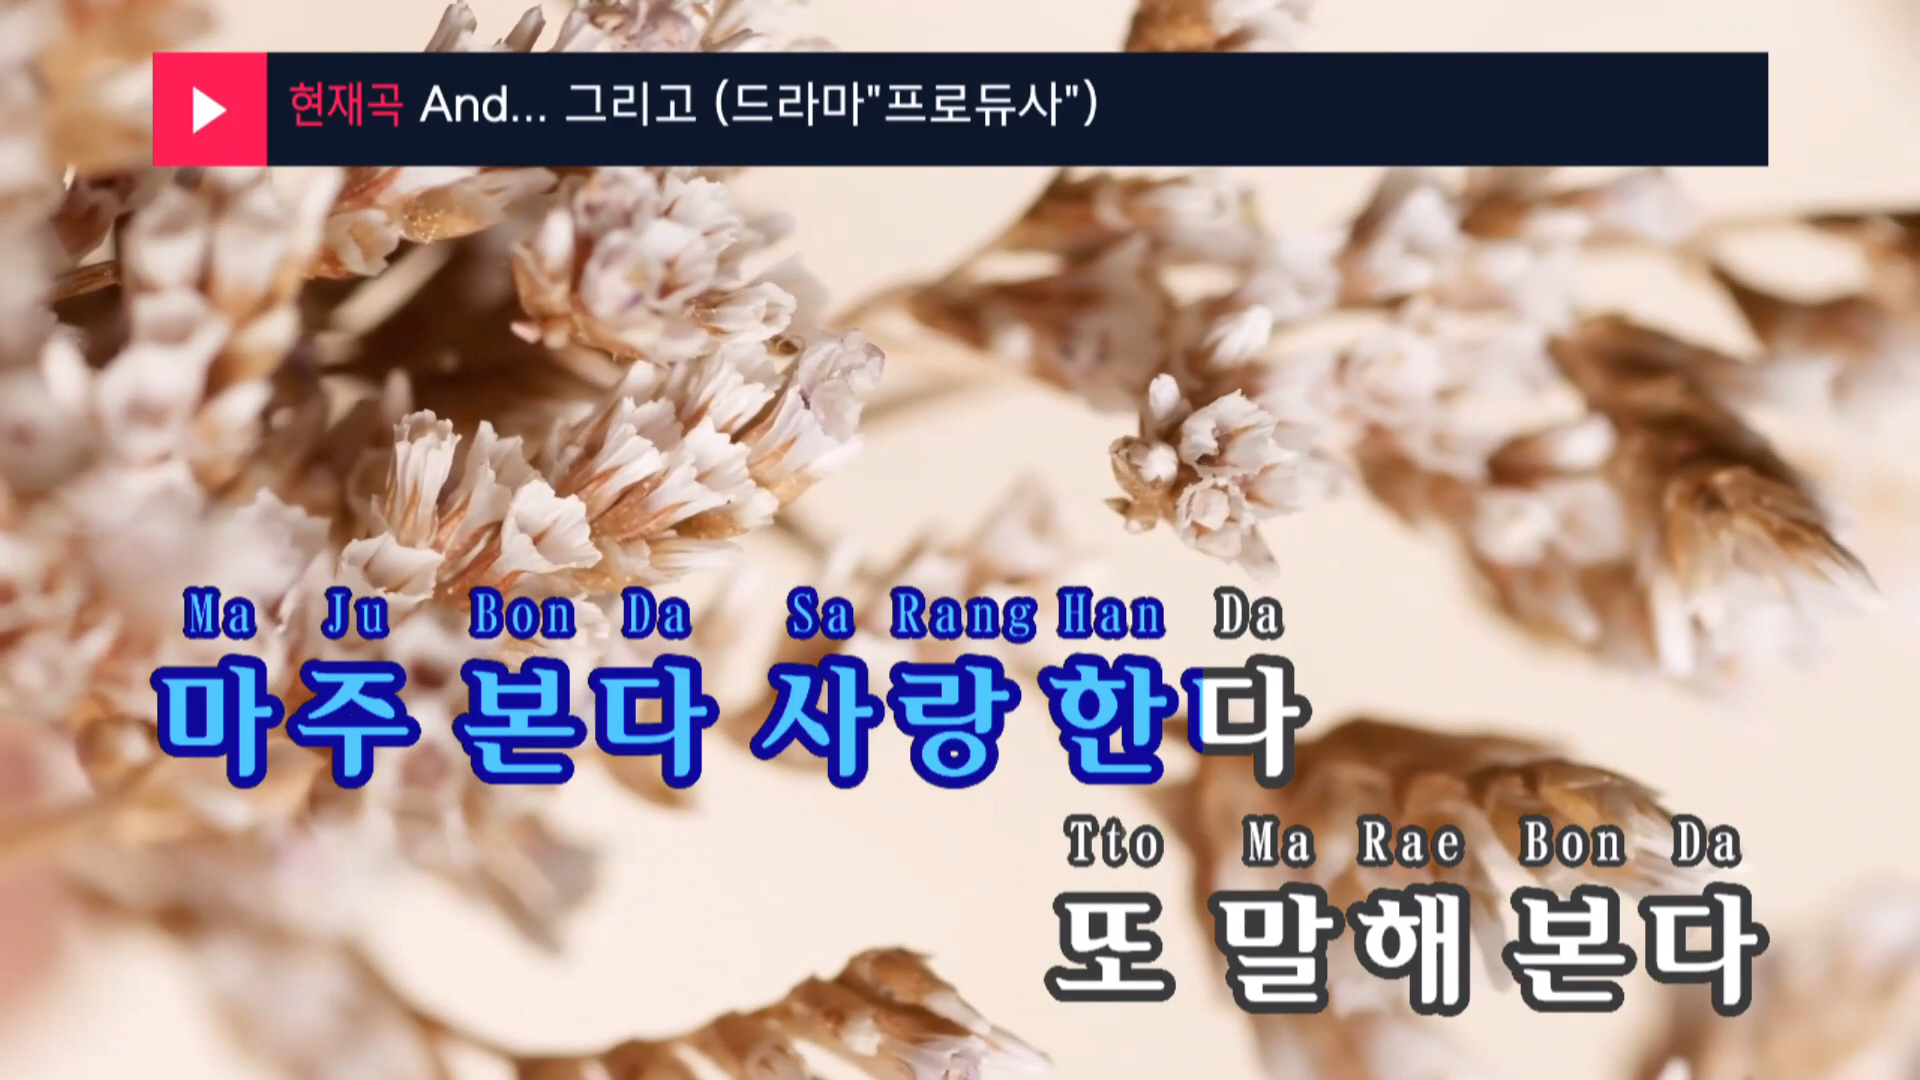 현재곡 And... 그리고 (드라마"프로듀사")
Ma Ju Bon Da Sa Rang Han Da
마주 본다 사랑한다
Tto Ma Rae Bon Da
또 말해 본다